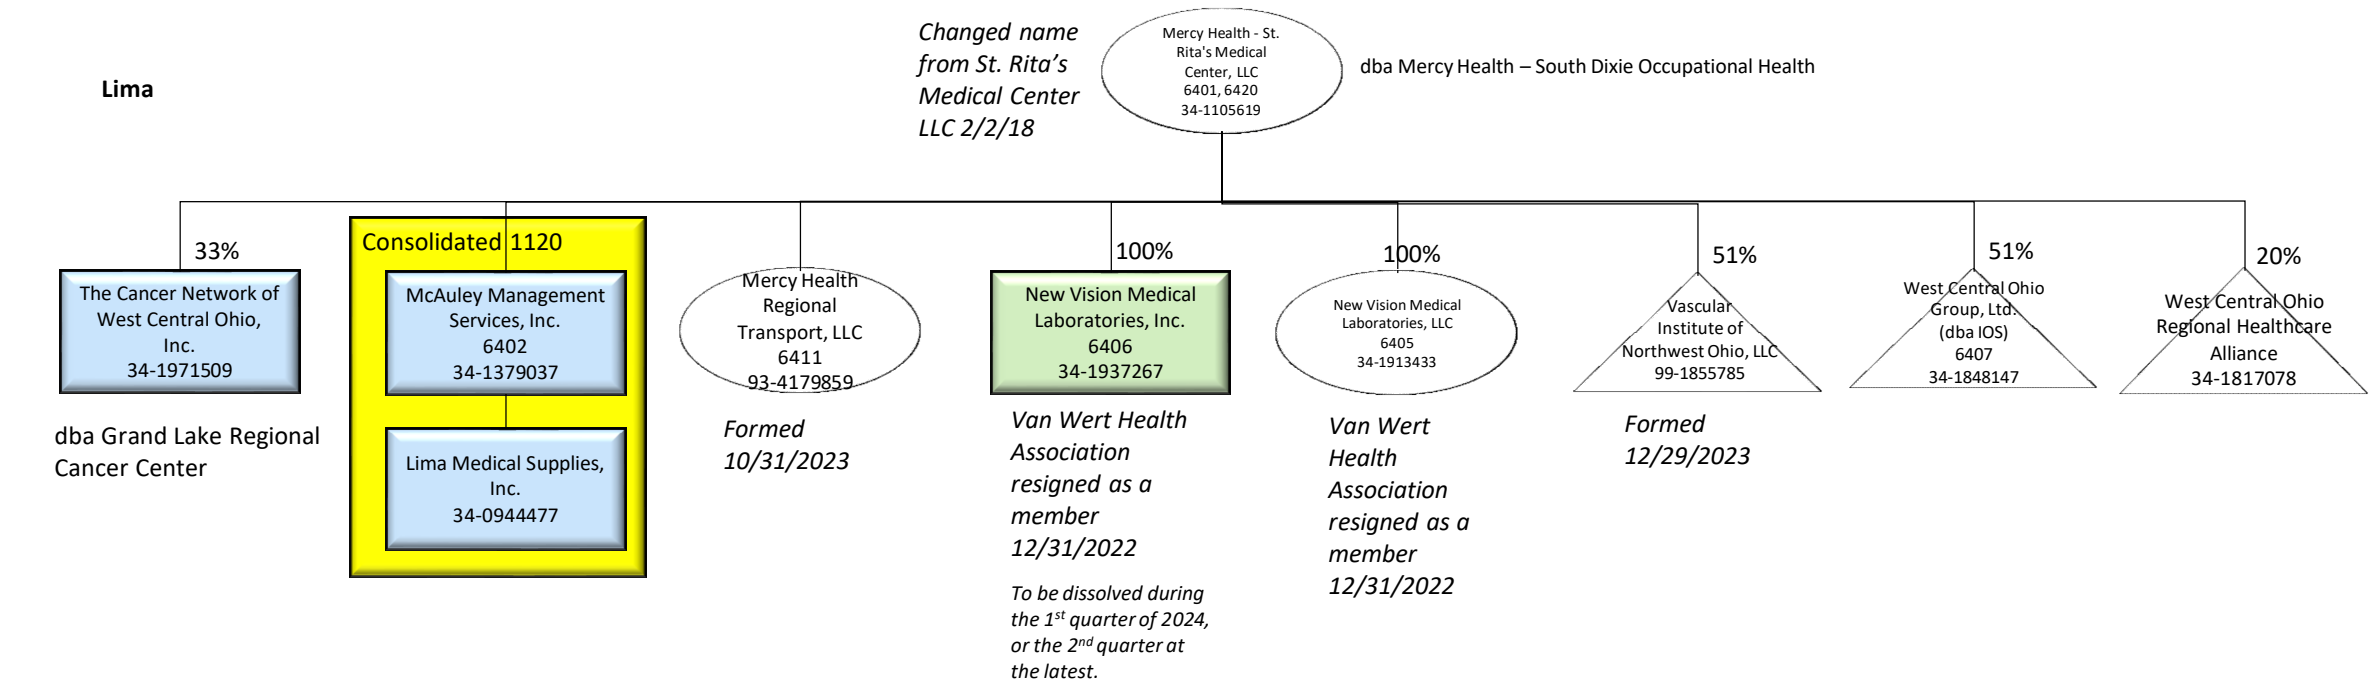 Lima
Changed name
from St. Rita’s
Medical Center
LLC 2/2/18
Mercy Health - St.
Rita's Medical
Center, LLC
6401, 6420
34-1105619
dba Mercy Health – South Dixie Occupational Health
33%
The Cancer Network of
West Central Ohio,
Inc.
34-1971509
dba Grand Lake Regional
Cancer Center
Consolidated 1120
McAuley Management
Services, Inc.
6402
34-1379037
Lima Medical Supplies,
Inc.
34-0944477
Mercy Health
Regional
Transport, LLC
6411
93-4179859
Formed
10/31/2023
100%
New Vision Medical
Laboratories, Inc.
6406
34-1937267
Van Wert Health
Association
resigned as a
member
12/31/2022
To be dissolved during
the 1st quarter of 2024,
or the 2nd quarter at
the latest.
100%
New Vision Medical
Laboratories, LLC
6405
34-1913433
Van Wert
Health
Association
resigned as a
member
12/31/2022
51%
Vascular
Institute of
Northwest Ohio, LLC
99-1855785
Formed
12/29/2023
51%
West Central Ohio
Group, Ltd.
(dba IOS)
6407
34-1848147
20%
West Central Ohio
Regional Healthcare
Alliance
34-1817078